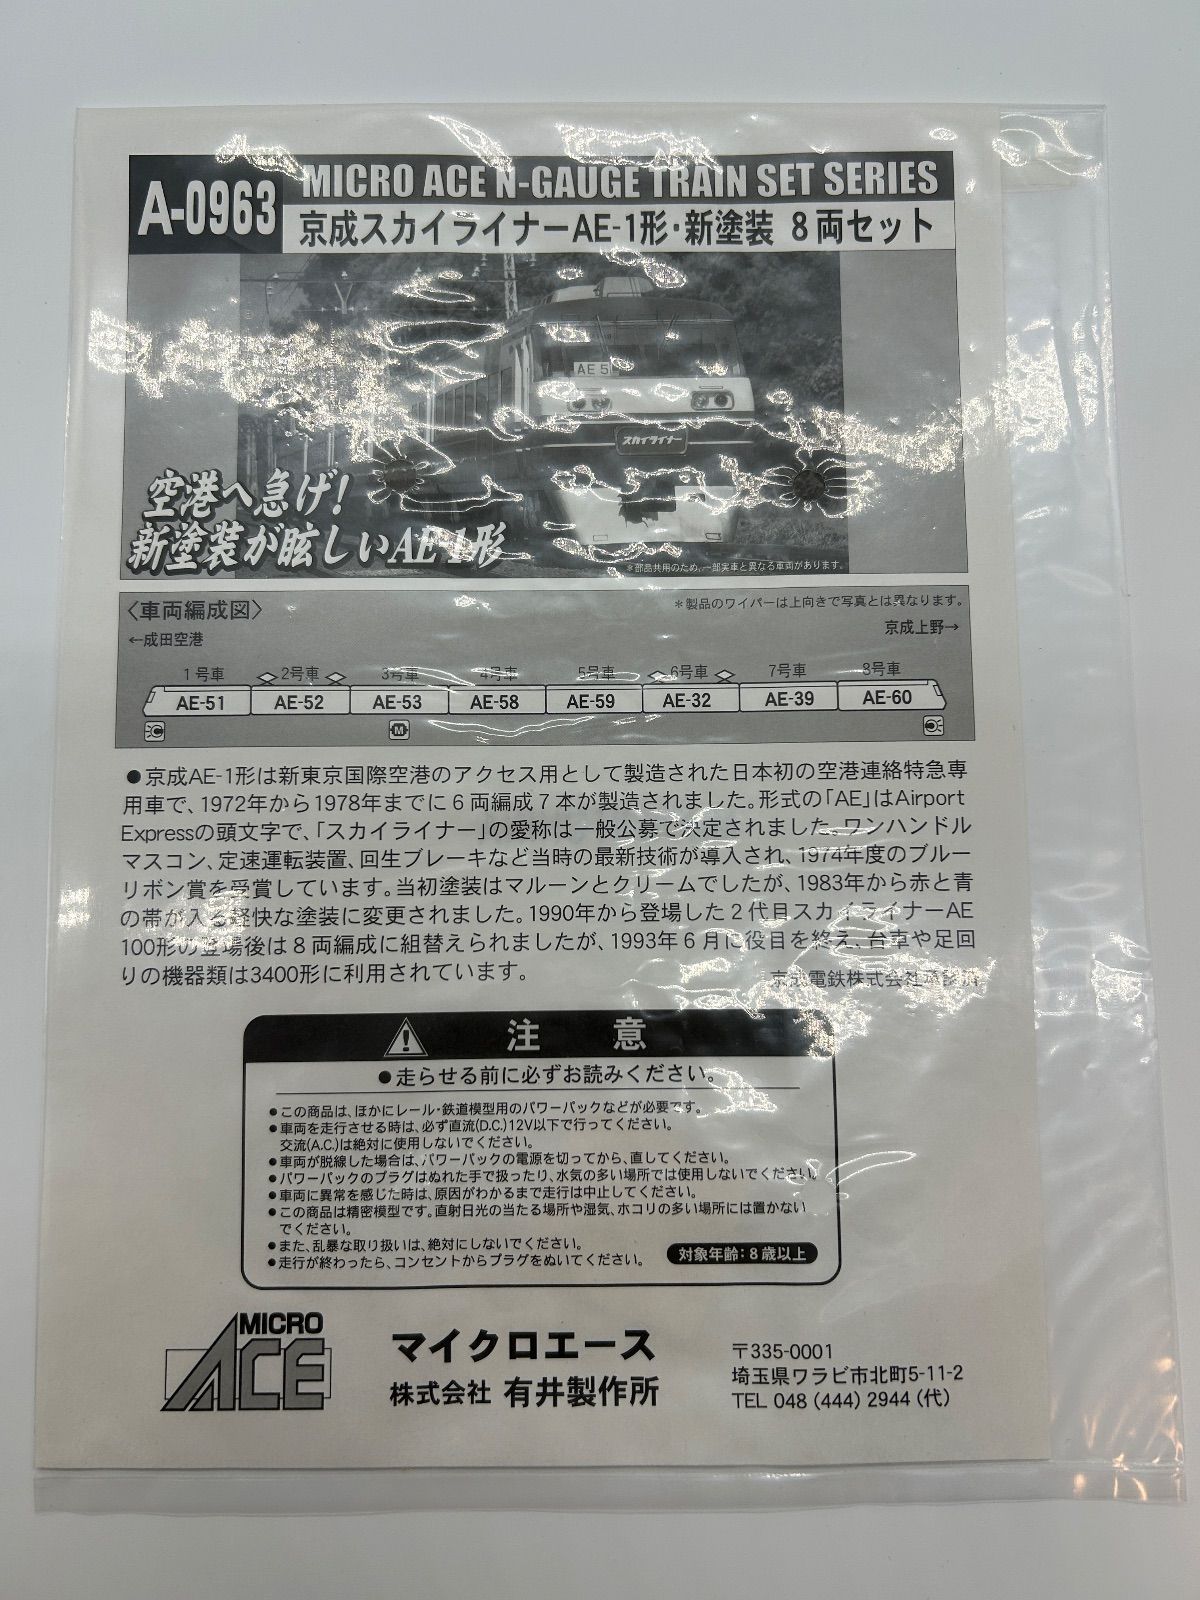 A-0963
MICRO ACE N-GAUGE TRAIN SET SERIES
京成スカイライナーAE-1形・新塗装 8両セット
AE 5
スカイライナー
空港へ急げ!
新塗装が眩しいAE-1形
*部品共用のため、一部実車と異なる車両があります。
〈車両編成図〉
*製品のワイパーは上向きで写真とは異なります。
←成田空港
京成上野→
1号車 2号車 3号車 4号車 5号車 6号車 7号車 8号車
AE-51 AE-52 AE-53 AE-58 AE-59 AE-32 AE-39 AE-60
M
●京成AE-1形は新東京国際空港のアクセス用として製造された日本初の空港連絡特急専
用車で、1972年から1978年までに6両編成7本が製造されました。形式の「AE」はAirport
Expressの頭文字で、「スカイライナー」の愛称は一般公募で決定されました。ワンハンドル
マスコン、定速運転装置、回生ブレーキなど当時の最新技術が導入され、1974年度のブルー
リボン賞を受賞しています。当初塗装はマルーンとクリームでしたが、1983年から赤と青
の帯が入る軽快な塗装に変更されました。1990年から登場した2代目スカイライナーAE
100形の登場後は8両編成に組替えられましたが、1993年6月に役目を終え、台車や足回
りの機器類は3400形に利用されています。
京成電鉄株式会社承諾済
注意
●走らせる前に必ずお読みください。
●この商品は、ほかにレール・鉄道模型用のパワーパックなどが必要です。
●車両を走行させる時は、必ず直流(D.C.)12V以下で行ってください。
交流(A.C.)は絶対に使用しないでください。
●車両が脱線した場合は、パワーパックの電源を切ってから、直してください。
●パワーパックのプラグはぬれた手で扱ったり、水気の多い場所では使用しないでください。
●車両に異常を感じた時は、原因がわかるまで走行は中止してください。
●この商品は精密模型です。直射日光の当たる場所や湿気、ホコリの多い場所には置かない
でください。
●また、乱暴な取り扱いは、絶対にしないでください。
●走行が終わったら、コンセントからプラグをぬいてください。
対象年齢:8歳以上
MICRO
ACE
マイクロエース
株式会社 有井製作所
〒335-0001
埼玉県ワラビ市北町5-11-2
TEL 048 (444) 2944 (代)